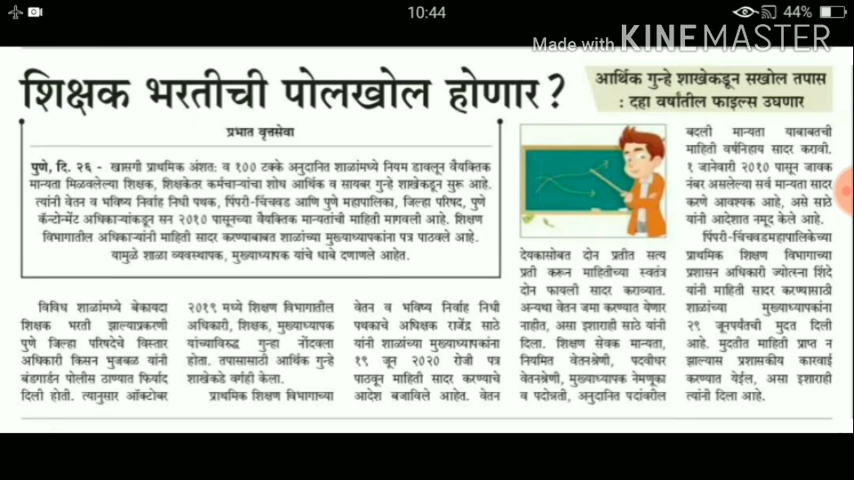 10:44
44%
Made with KINEMASTER
शिक्षक भरतीची पोलखोल होणार ?
आर्थिक गुन्हे शाखेकडून सखोल तपास
: दहा वर्षांतील फाइल्स उघणार
प्रभात वृत्तसेवा
पुणे, दि. २६ - खासगी प्राथमिक अंशत: व १०० टक्के अनुदानित शाळांमध्ये नियम डावलून वैयक्तिक
मान्यता मिळवलेल्या शिक्षक, शिक्षकेतर कर्मचाऱ्यांचा शोध आर्थिक व सायबर गुन्हे शाखेकडून सुरू आहे.
त्यांनी वेतन व भविष्य निर्वाह निधी पथक, पिंपरी-चिंचवड आणि पुणे महापालिका, जिल्हा परिषद, पुणे
कॅन्टोन्मेंट अधिकाऱ्यांकडून सन २०१० पासूनच्या वैयक्तिक मान्यतांची माहिती मागवली आहे. शिक्षण
विभागातील अधिकाऱ्यांनी माहिती सादर करण्याबाबत शाळांच्या मुख्याध्यापकांना पत्र पाठवले आहे.
यामुळे शाळा व्यवस्थापक, मुख्याध्यापक यांचे धाबे दणाणले आहेत.
विविध शाळांमध्ये बेकायदा
शिक्षक भरती झाल्याप्रकरणी
पुणे जिल्हा परिषदेचे विस्तार
अधिकारी किसन भुजबळ यांनी
बंडगार्डन पोलीस ठाण्यात फिर्याद
दिली होती. त्यानुसार ऑक्टोबर
२०१९ मध्ये शिक्षण विभागातील
अधिकारी, शिक्षक, मुख्याध्यापक
यांच्याविरुद्ध गुन्हा नोंदवला
होता. तपासासाठी आर्थिक गुन्हे
शाखेकडे वर्गही केला.
प्राथमिक शिक्षण विभागाच्या
वेतन व भविष्य निर्वाह निधी
पथकाचे अधिक्षक राजेंद्र साठे
यांनी शाळांच्या मुख्याध्यापकांना
१९ जून २०२० रोजी पत्र
पाठवून माहिती सादर करण्याचे
आदेश बजाविले आहेत. वेतन
देयकासोबत दोन प्रतीत सत्य
प्रती करून माहितीच्या स्वतंत्र
दोन फायली सादर कराव्यात.
अन्यथा वेतन जमा करण्यात येणार
नाहीत, असा इशाराही साठे यांनी
दिला. शिक्षण सेवक मान्यता,
नियमित वेतनश्रेणी, पदवीधर
वेतनश्रेणी, मुख्याध्यापक नेमणूका
व पदोन्नती, अनुदानित पदांवरील
बदली मान्यता याबाबतची
माहिती वर्षनिहाय सादर करावी.
१ जानेवारी २०१० पासून जावक
नंबर असलेल्या सर्व मान्यता सादर
करणे आवश्यक आहे, असे साठे
यांनी आदेशात नमूद केले आहे.
पिंपरी-चिंचवडमहापालिकेच्या
प्राथमिक शिक्षण विभागाच्या
प्रशासन अधिकारी ज्योत्स्ना शिंदे
यांनी माहिती सादर करण्यासाठी
शाळांच्या मुख्याध्यापकांना
२९ जूनपर्यंतची मुदत दिली
आहे. मुदतीत माहिती प्राप्त न
झाल्यास प्रशासकीय कारवाई
करण्यात येईल, असा इशाराही
त्यांनी दिला आहे.